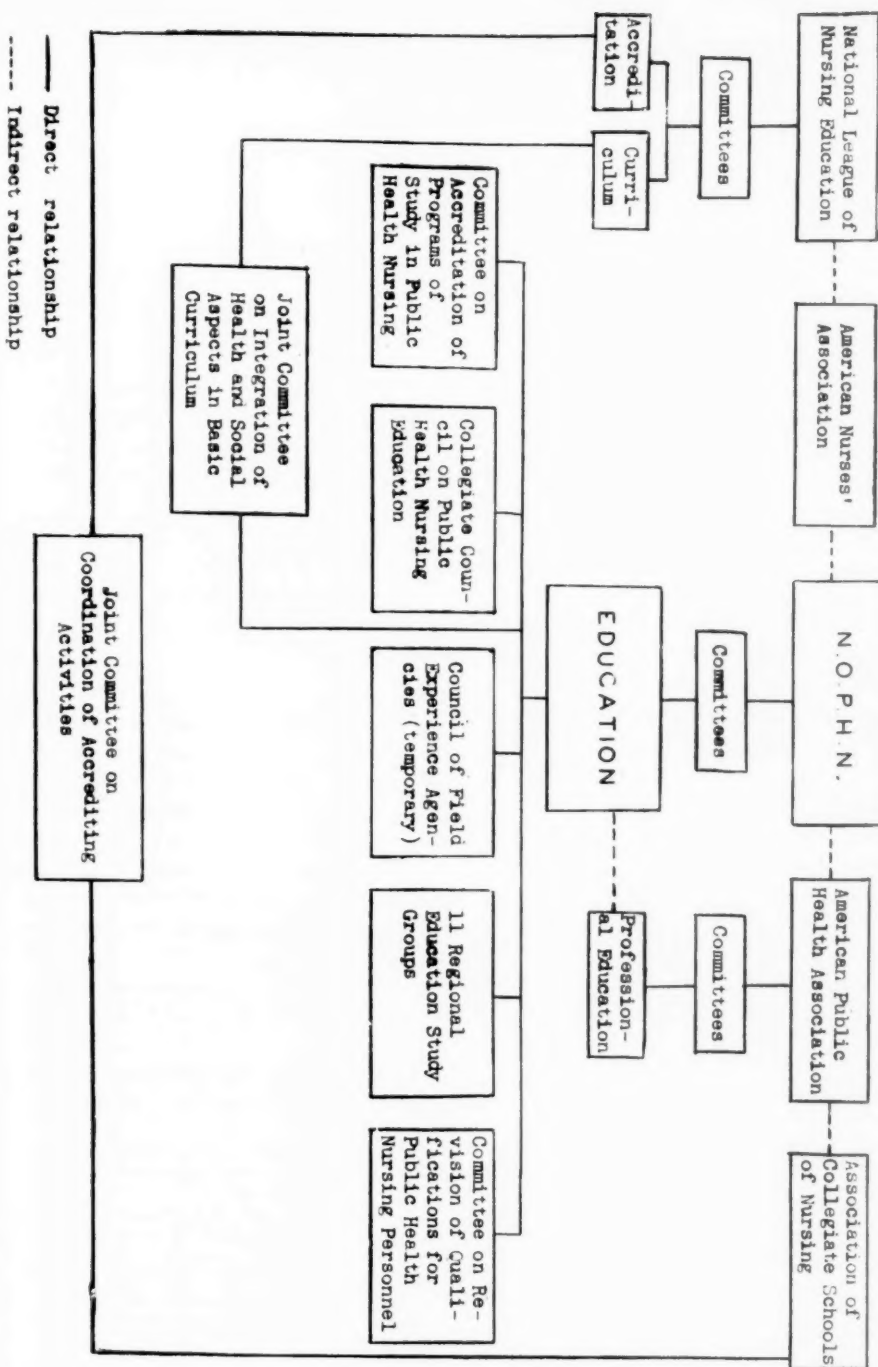 National League of
Nursing Education
American Nurses'
Association
N.O.P.H.N.
American Public
Health Association
Association of
Collegiate Schools
of Nursing
Committees
Committees
Committees
Accredi-
tation
Curri-
culum
EDUCATION
Profession-
al Education
Committee on
Accreditation of
Programs of
Study in Public
Health Nursing
Collegiate Coun-
cil on Public
Health Nursing
Education
Council of Field
Experience Agen-
cies (temporary)
11 Regional
Education Study
Groups
Committee on Re-
vision of Quali-
fications for
Public Health
Nursing Personnel
Joint Committee
on Integration of
Health and Social
Aspects in Basic
Curriculum
Joint Committee on
Coordination of Accrediting
Activities
Direct relationship
Indirect relationship